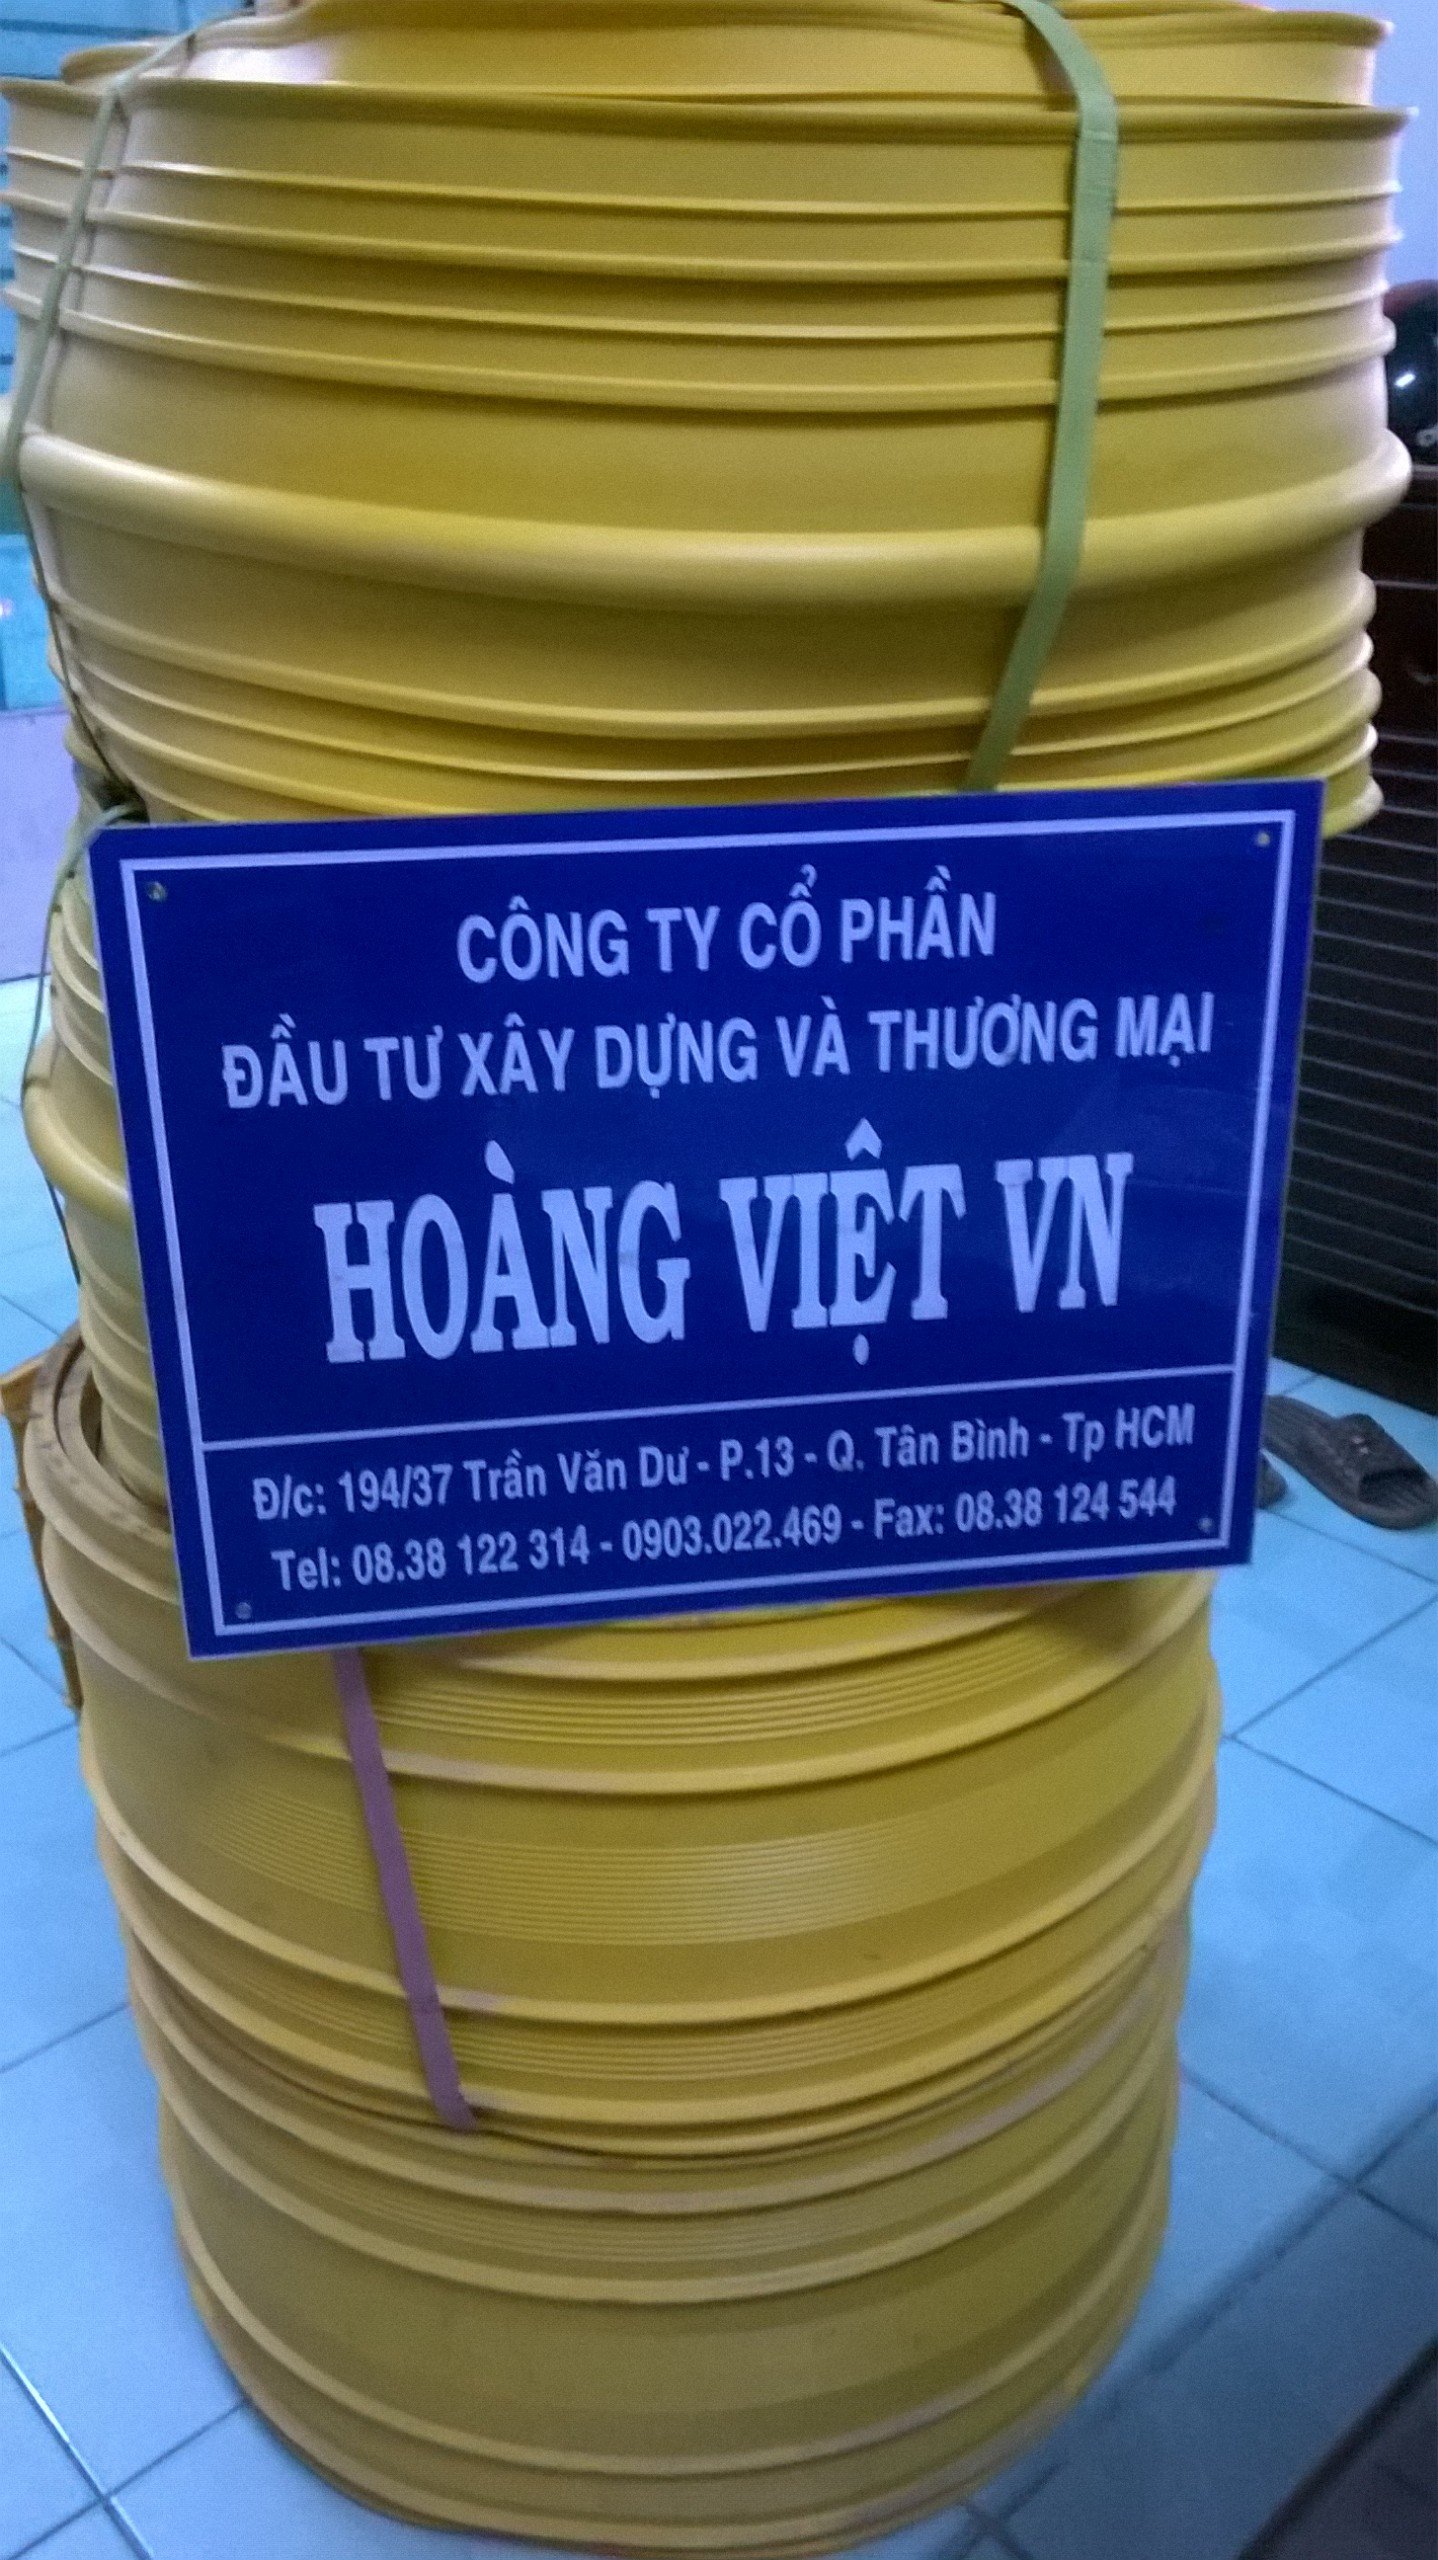 CÔNG TY CỔ PHẦN
ĐẦU TƯ XÂY DỰNG VÀ THƯƠNG MẠI
HOÀNG VIỆT VN
Đ/c: 194/37 Trần Văn Dư - P.13 - Q. Tân Bình - Tp HCM
Tel: 08.38 122 314 - 0903.022.469 - Fax: 08.38 124 544